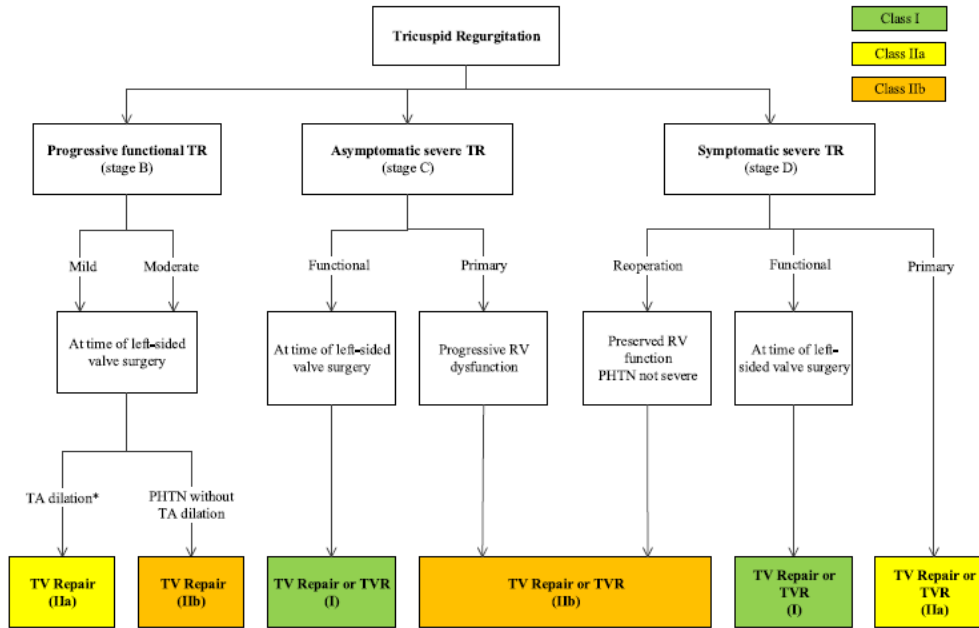 Tricuspid Regurgitation
Class I
Class IIa
Class IIb
Progressive functional TR
(stage B)
Asymptomatic severe TR
(stage C)
Symptomatic severe TR
(stage D)
Mild
Moderate
Functional
Primary
Reoperation
Functional
Primary
At time of left-sided
valve surgery
At time of left-sided
valve surgery
Progressive RV
dysfunction
Preserved RV
function
PHTN not severe
At time of left-
sided valve surgery
TA dilation*
PHTN without
TA dilation
TV Repair
(IIa)
TV Repair
(IIb)
TV Repair or TVR
(I)
TV Repair or TVR
(IIb)
TV Repair or
TVR
(I)
TV Repair or
TVR
(IIa)